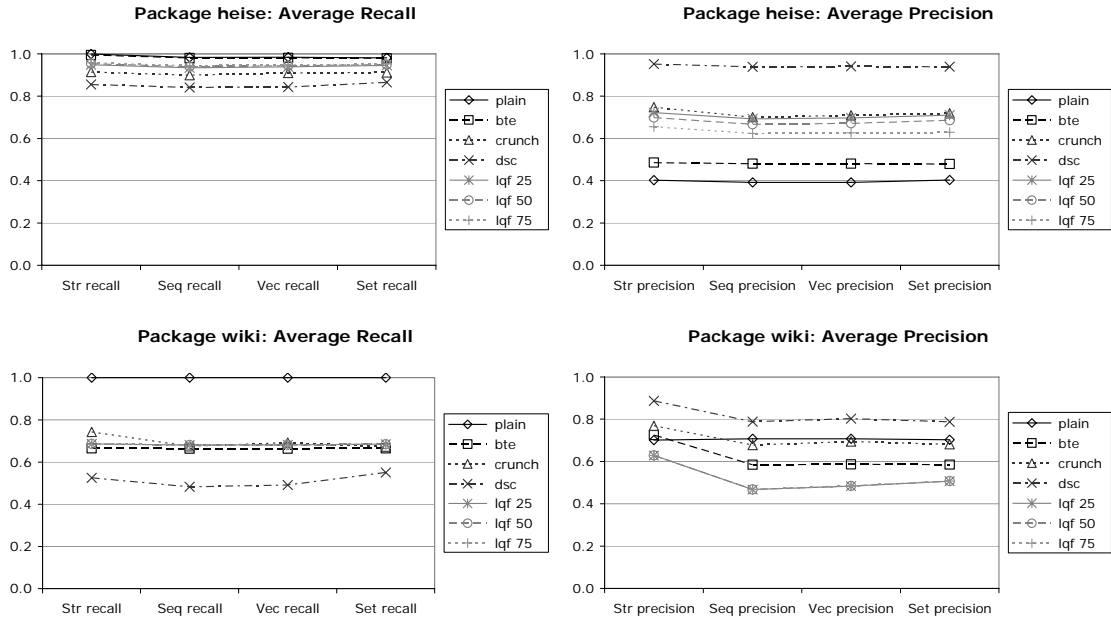 Package heise: Average Recall
1.0
0.8
0.6
0.4
0.2
0.0
Str recall
Seq recall
Vec recall
Set recall
plain
bte
crunch
dsc
lqf 25
lqf 50
lqf 75
Package heise: Average Precision
1.0
0.8
0.6
0.4
0.2
0.0
Str precision
Seq precision
Vec precision
Set precision
plain
bte
crunch
dsc
lqf 25
lqf 50
lqf 75
Package wiki: Average Recall
1.0
0.8
0.6
0.4
0.2
0.0
Str recall
Seq recall
Vec recall
Set recall
plain
bte
crunch
dsc
lqf 25
lqf 50
lqf 75
Package wiki: Average Precision
1.0
0.8
0.6
0.4
0.2
0.0
Str precision
Seq precision
Vec precision
Set precision
plain
bte
crunch
dsc
lqf 25
lqf 50
lqf 75